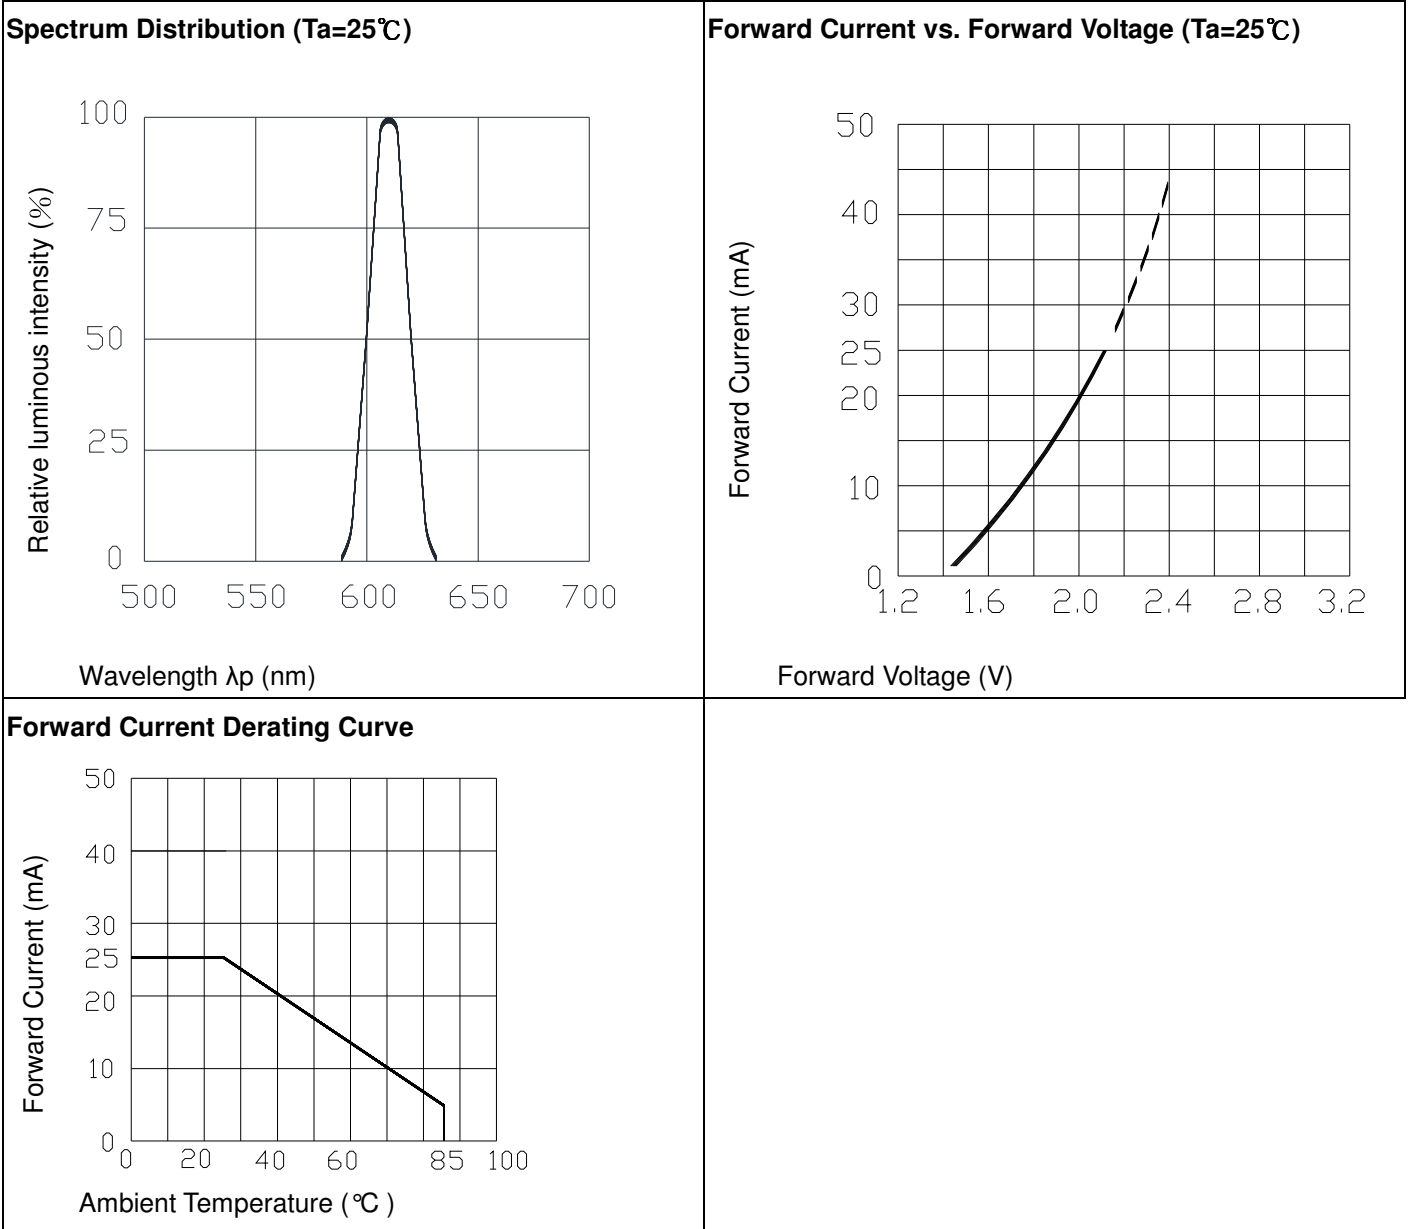 Spectrum Distribution (Ta=25℃)
100
75
50
25
0
500 550 600 650 700
Relative luminous intensity (%)
Wavelength λp (nm)
Forward Current vs. Forward Voltage (Ta=25℃)
50
40
30
25
20
10
0
1.2 1.6 2.0 2.4 2.8 3.2
Forward Current (mA)
Forward Voltage (V)
Forward Current Derating Curve
50
40
30
25
20
10
0
0 20 40 60 85 100
Forward Current (mA)
Ambient Temperature (℃ )